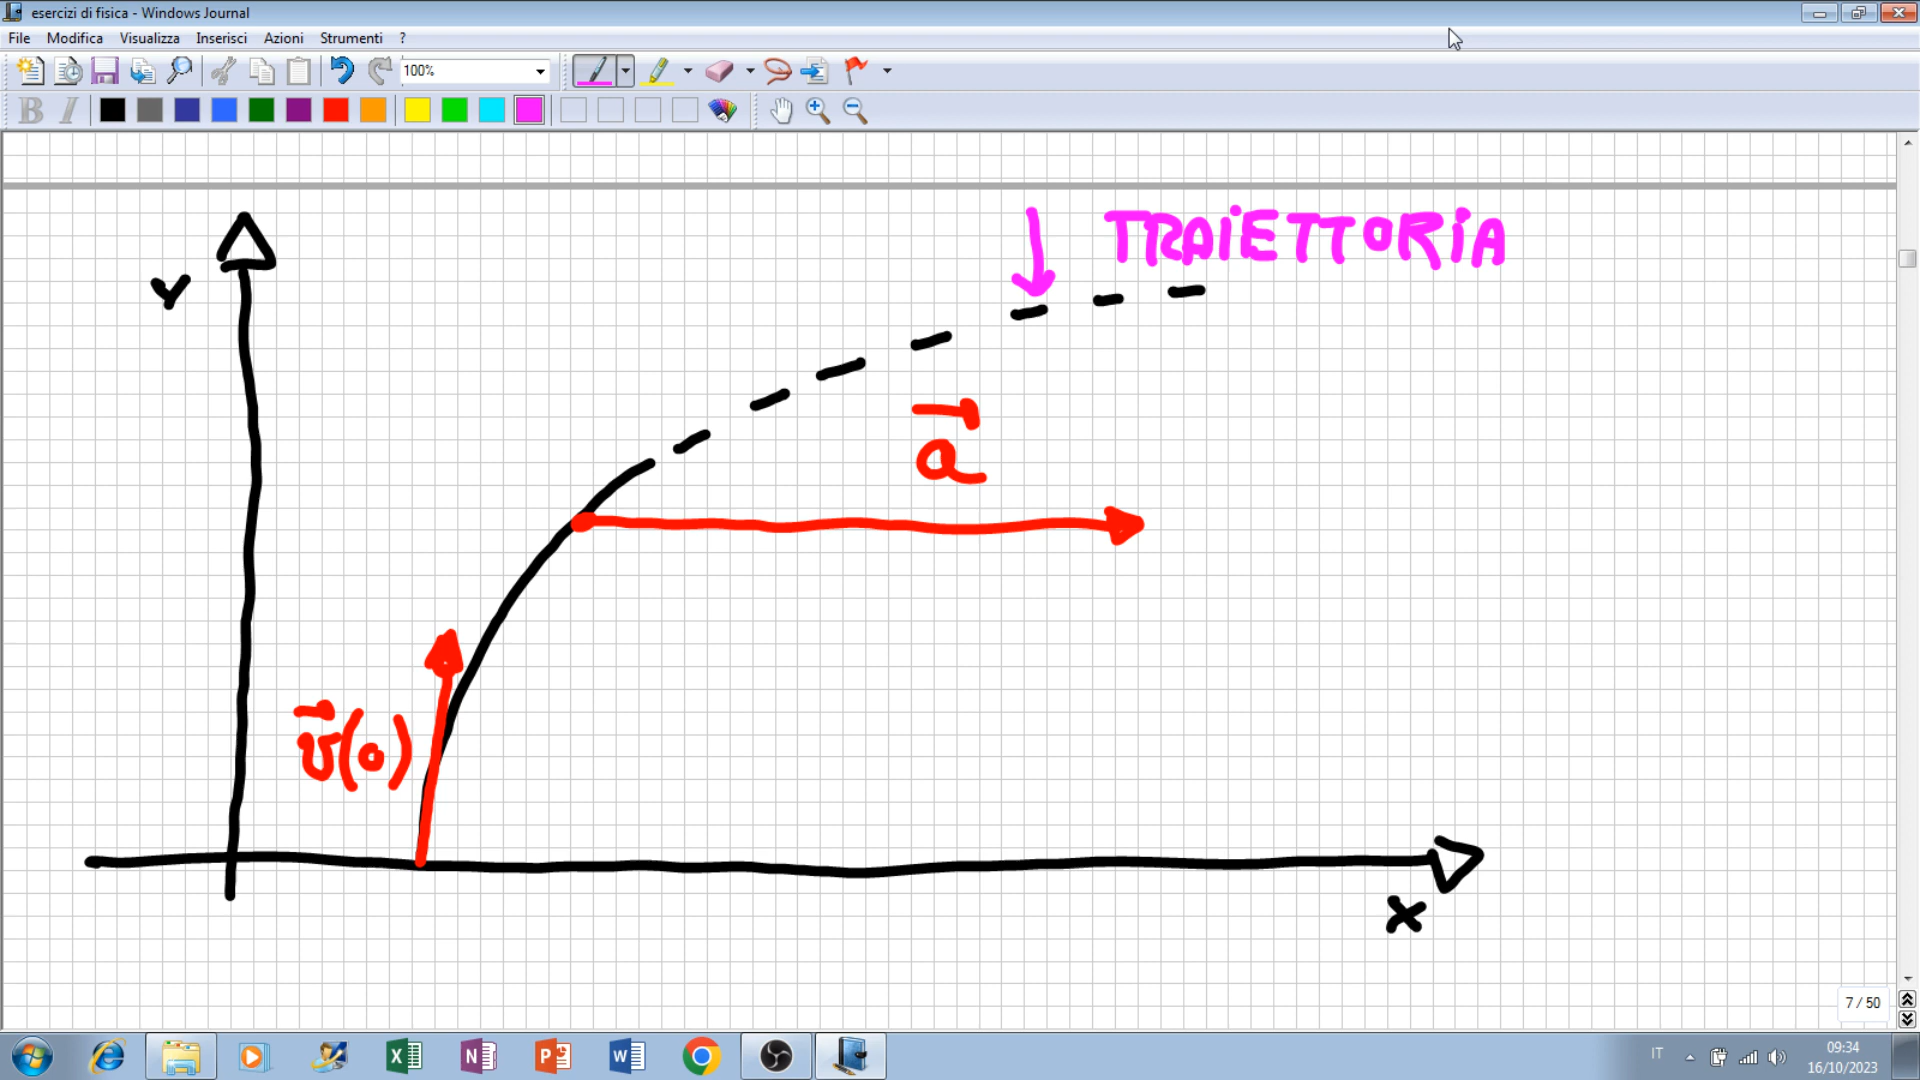 esercizi di fisica - Windows Journal
File Modifica Visualizza Inserisci Azioni Strumenti ?
100%
B I
TRAiETTORiA
y
a
v(0)
x
7 / 50
IT
09:34
16/10/2023